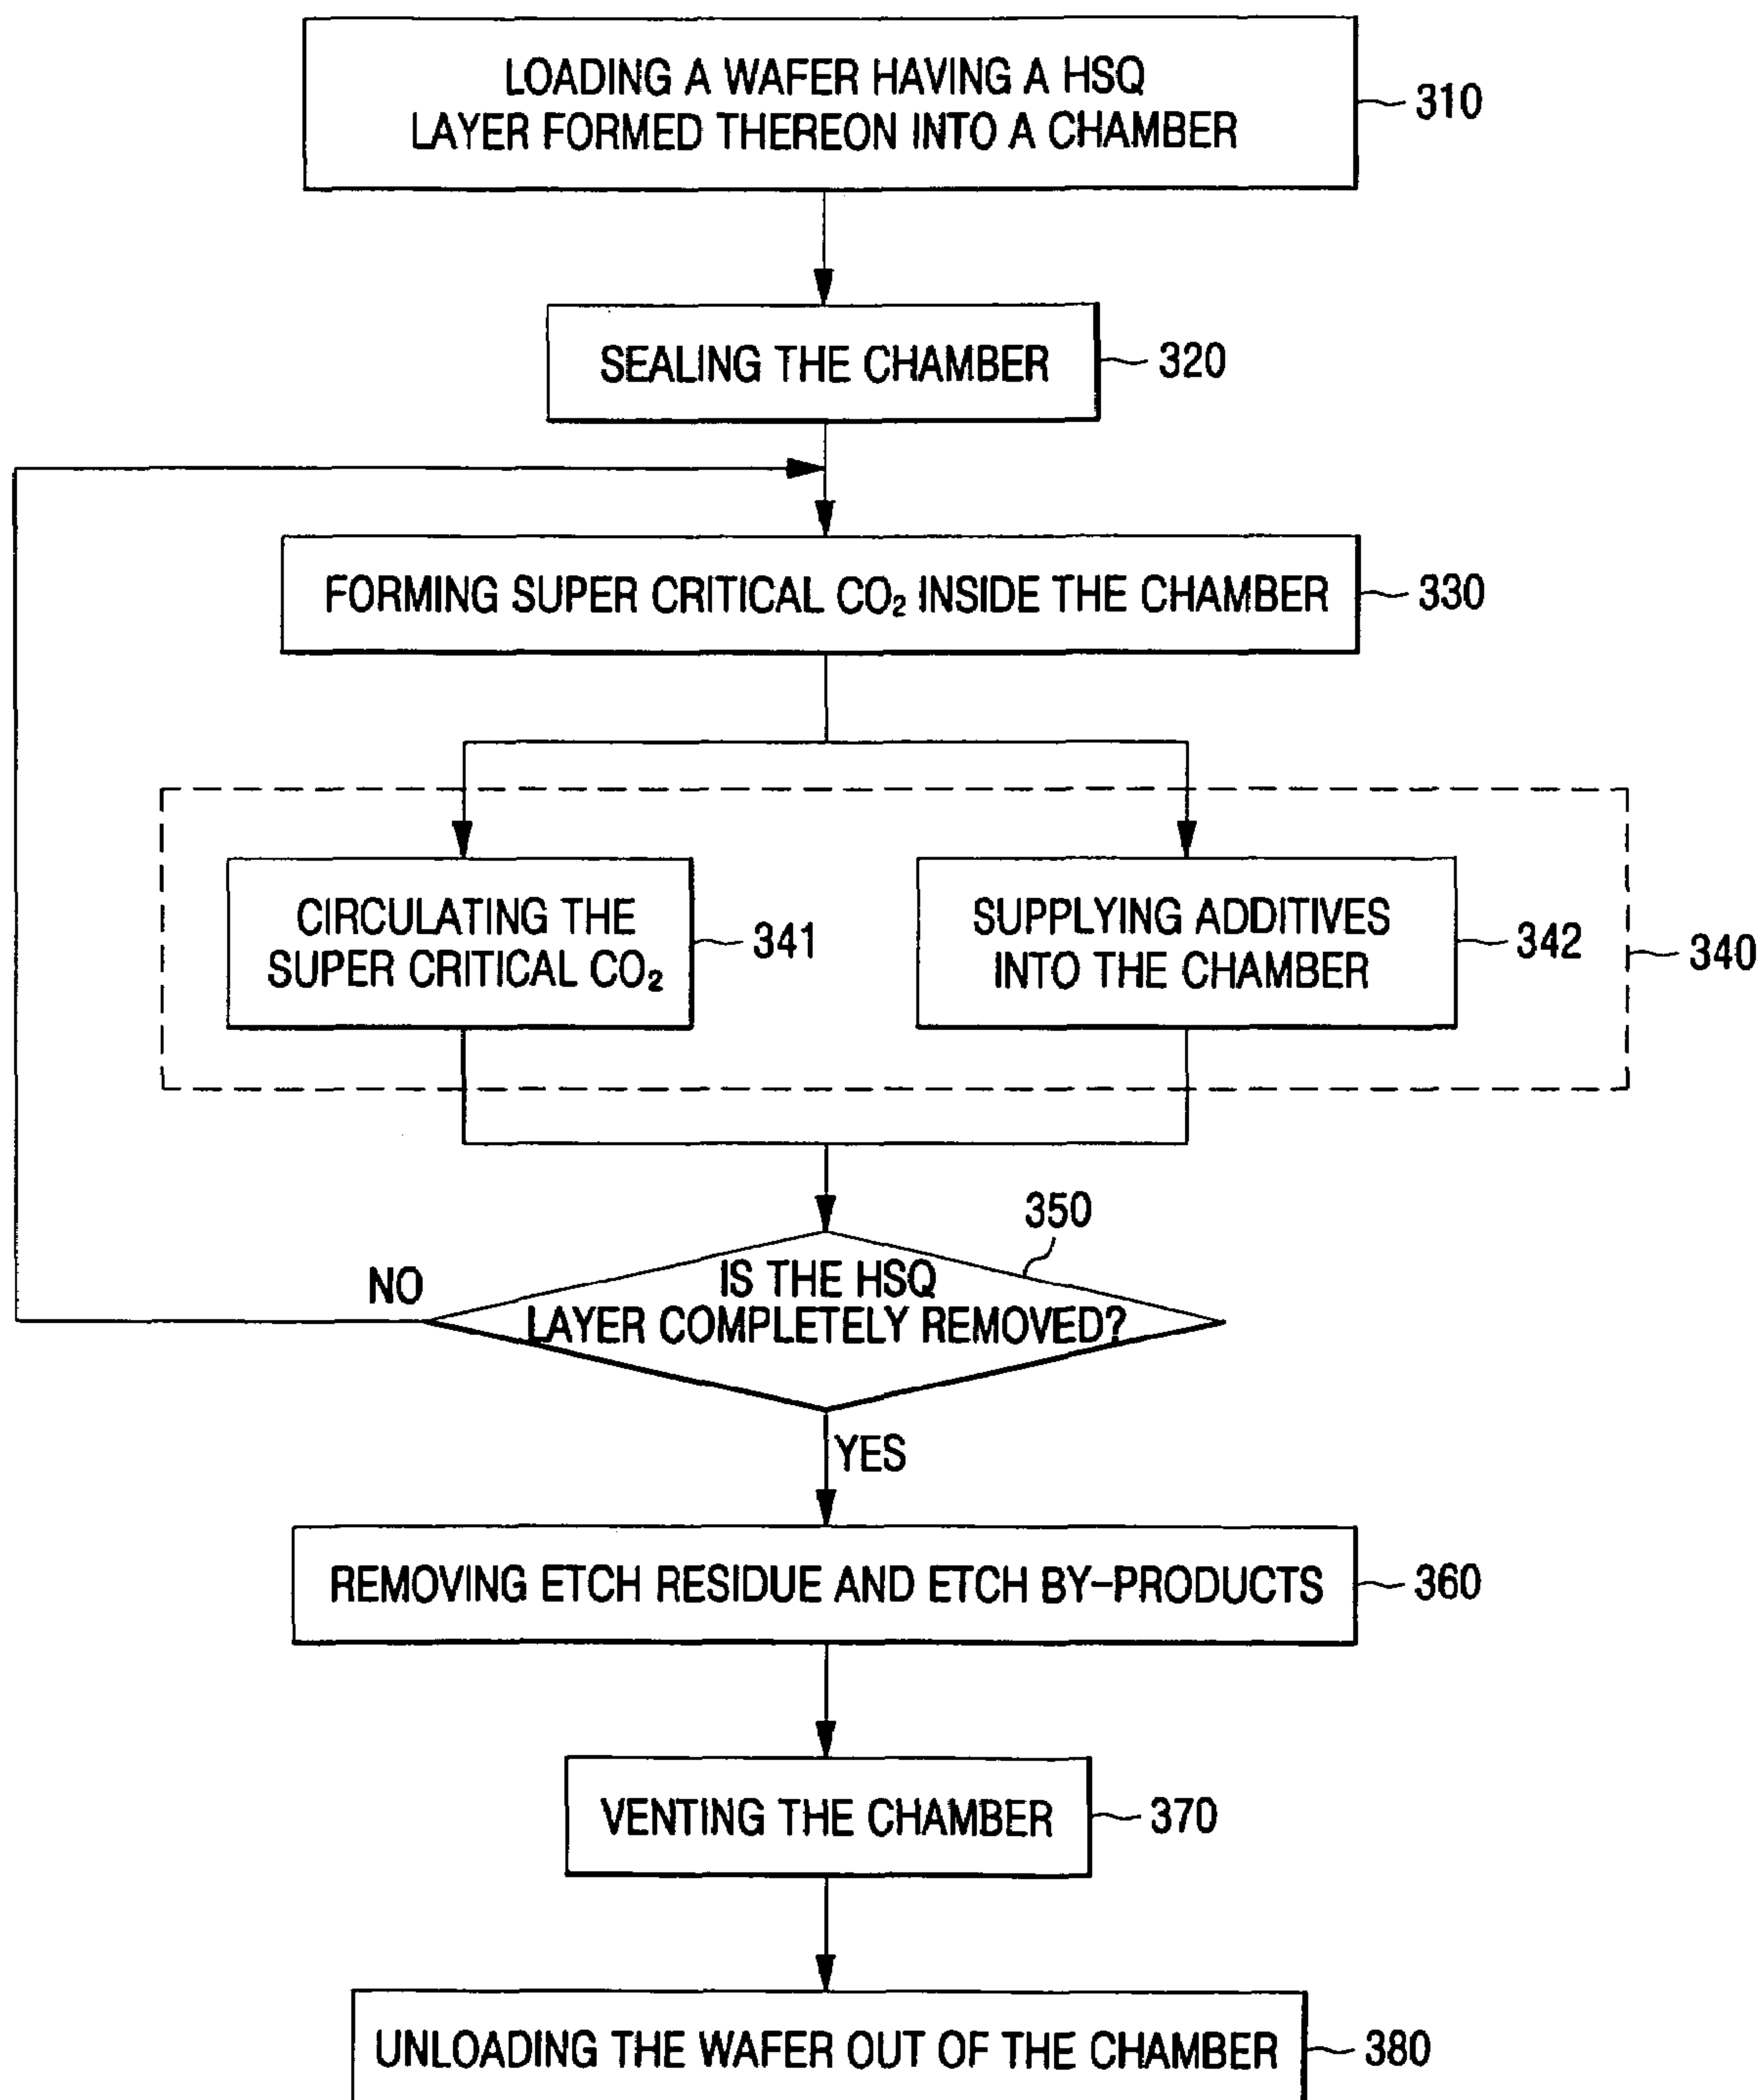 LOADING A WAFER HAVING A HSQ
LAYER FORMED THEREON INTO A CHAMBER
310
SEALING THE CHAMBER
320
FORMING SUPER CRITICAL CO₂ INSIDE THE CHAMBER
330
CIRCULATING THE
SUPER CRITICAL CO₂
341
SUPPLYING ADDITIVES
INTO THE CHAMBER
342
340
350
IS THE HSQ
LAYER COMPLETELY REMOVED?
NO
YES
REMOVING ETCH RESIDUE AND ETCH BY-PRODUCTS
360
VENTING THE CHAMBER
370
UNLOADING THE WAFER OUT OF THE CHAMBER
380